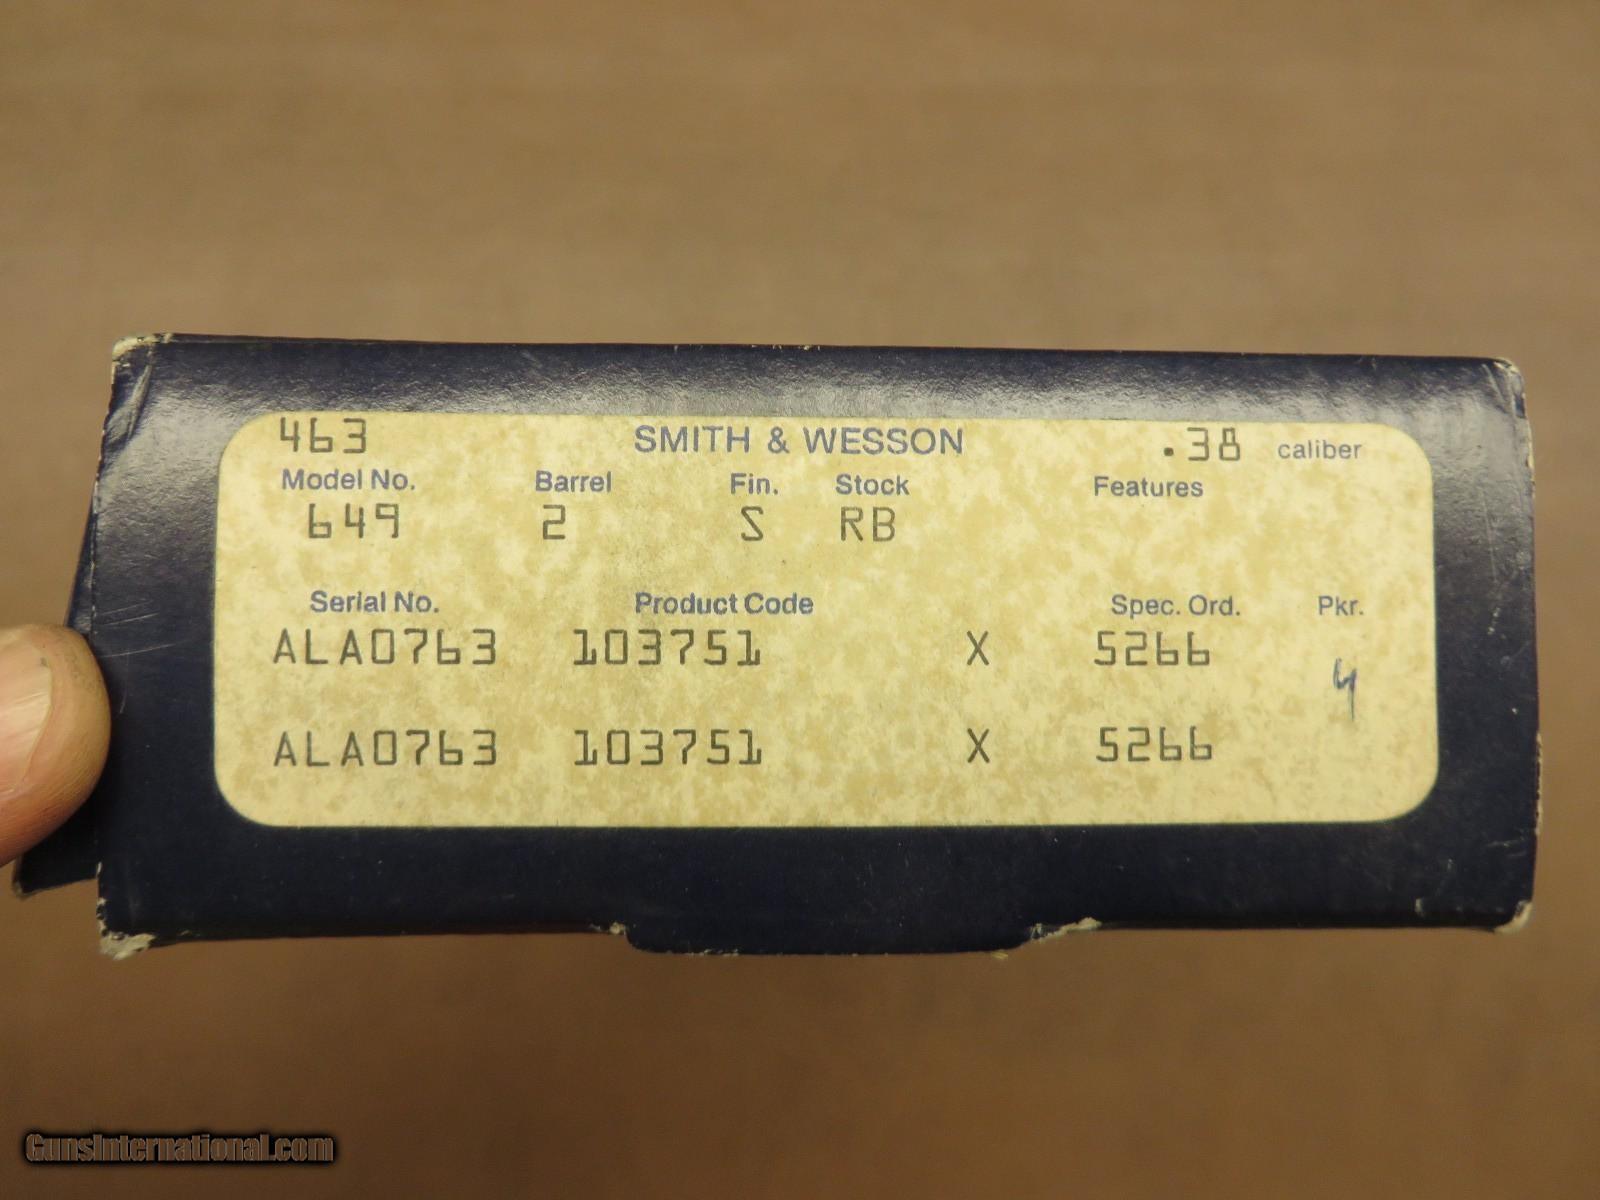 463 SMITH & WESSON .38 caliber
Model No. Barrel Fin. Stock Features
649 2 S RB
Serial No. Product Code Spec. Ord. Pkr.
ALA0763 103751 X 5266 4
ALA0763 103751 X 5266
GunsInternational.com